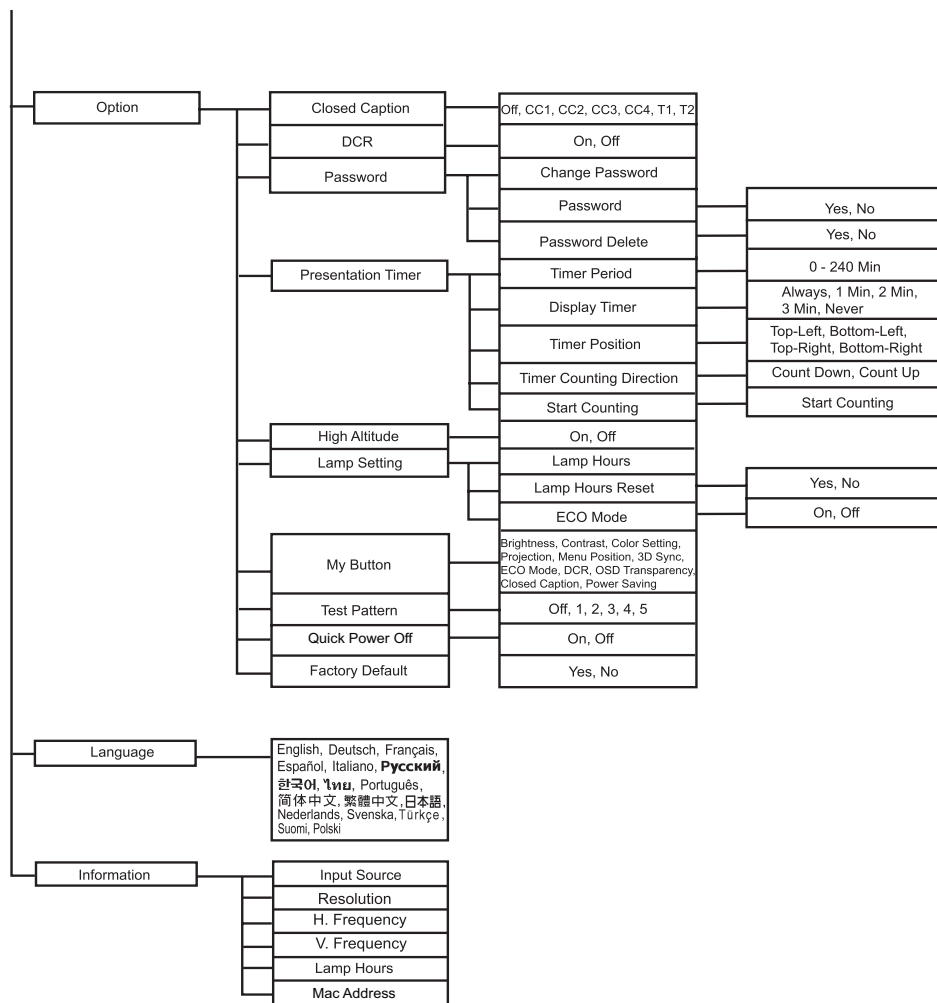 Option
Closed Caption
Off, CC1, CC2, CC3, CC4, T1, T2
DCR
On, Off
Password
Change Password
Password
Yes, No
Password Delete
Yes, No
Presentation Timer
Timer Period
0 - 240 Min
Display Timer
Always, 1 Min, 2 Min,
3 Min, Never
Timer Position
Top-Left, Bottom-Left,
Top-Right, Bottom-Right
Timer Counting Direction
Count Down, Count Up
Start Counting
Start Counting
High Altitude
On, Off
Lamp Setting
Lamp Hours
Lamp Hours Reset
Yes, No
ECO Mode
On, Off
My Button
Brightness, Contrast, Color Setting,
Projection, Menu Position, 3D Sync,
ECO Mode, DCR, OSD Transparency,
Closed Caption, Power Saving
Test Pattern
Off, 1, 2, 3, 4, 5
Quick Power Off
On, Off
Factory Default
Yes, No
Language
English, Deutsch, Français,
Español, Italiano, Русский,
한국어, ไทย, Português,
简体中文, 繁體中文, 日本語,
Nederlands, Svenska, Türkçe,
Suomi, Polski
Information
Input Source
Resolution
H. Frequency
V. Frequency
Lamp Hours
Mac Address